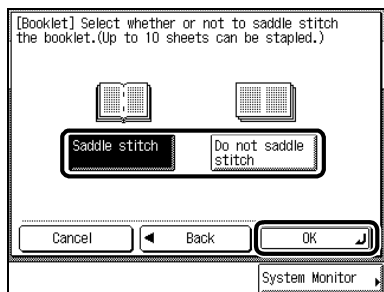 [Booklet] Select whether or not to saddle stitch
the booklet.(Up to 10 sheets can be stapled.)
Saddle stitch
Do not saddle
stitch
Cancel
Back
OK
System Monitor